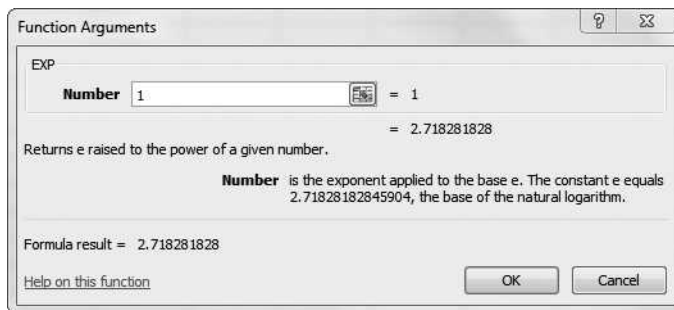 Function Arguments
EXP
Number 1 = 1
= 2.718281828
Returns e raised to the power of a given number.
Number is the exponent applied to the base e. The constant e equals
2.71828182845904, the base of the natural logarithm.
Formula result = 2.718281828
Help on this function
OK Cancel